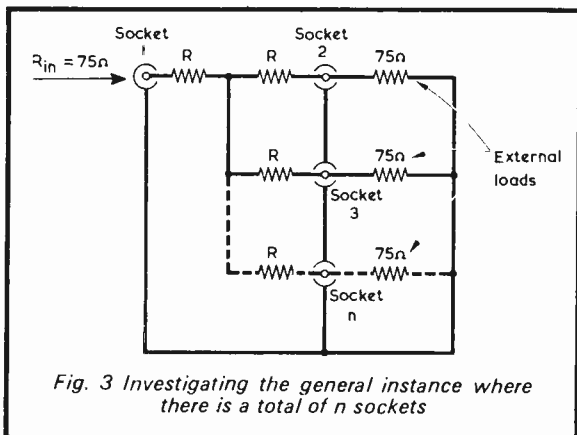 Socket
1
R
R
Socket
2
75Ω
Rin = 75Ω
External
loads
R
75Ω
Socket
3
R
75Ω
Socket
n
Fig. 3 Investigating the general instance where
there is a total of n sockets